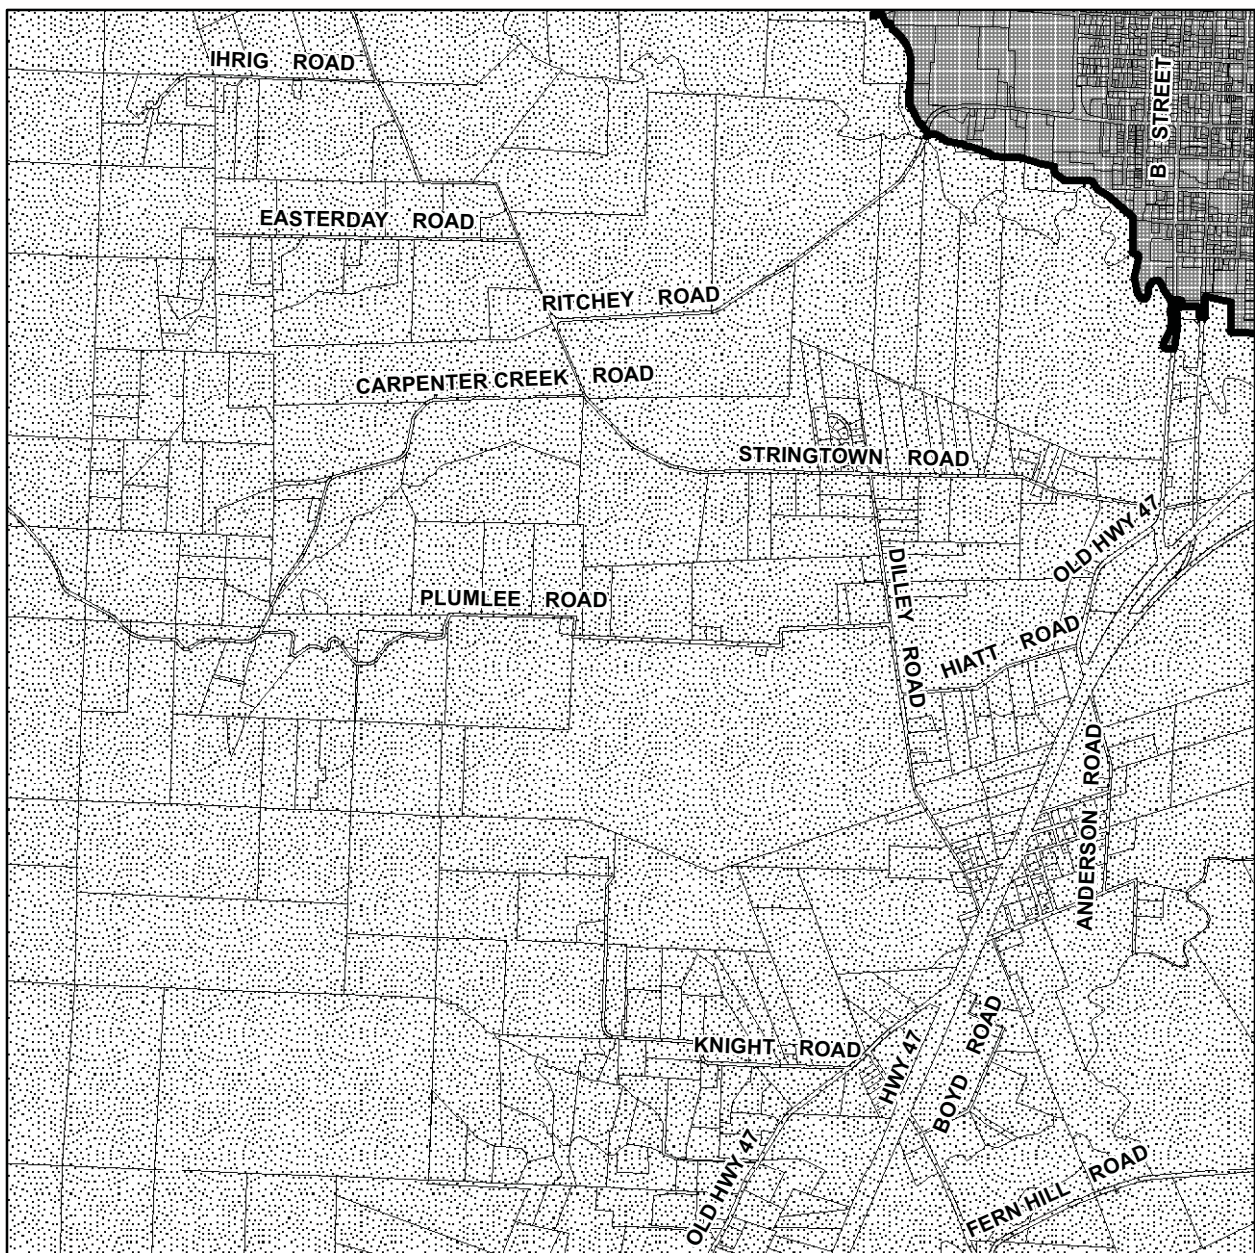 IHRIG ROAD
B STREET
EASTERDAY ROAD
RITCHEY ROAD
CARPENTER CREEK ROAD
STRINGTOWN ROAD
OLD HWY 47
DILLEY ROAD
PLUMLEE ROAD
HIATT ROAD
ANDERSON ROAD
KNIGHT ROAD
HWY 47
BOYD ROAD
OLD HWY 47
FERN HILL ROAD